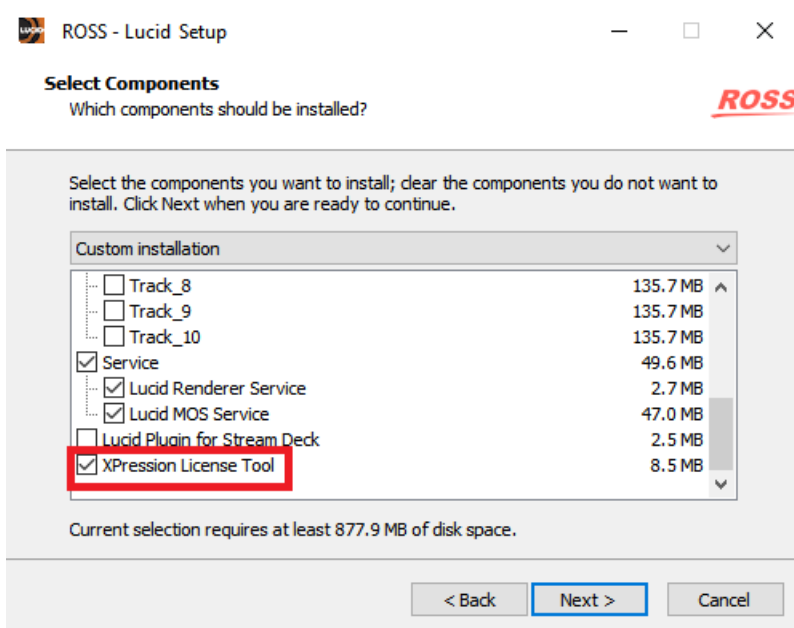 LUCID
ROSS - Lucid Setup
Select Components
Which components should be installed?
ROSS
Select the components you want to install; clear the components you do not want to
install. Click Next when you are ready to continue.
Custom installation
Track_8 135.7 MB
Track_9 135.7 MB
Track_10 135.7 MB
Service 49.6 MB
Lucid Renderer Service 2.7 MB
Lucid MOS Service 47.0 MB
Lucid Plugin for Stream Deck 2.5 MB
XPression License Tool 8.5 MB
Current selection requires at least 877.9 MB of disk space.
< Back Next > Cancel